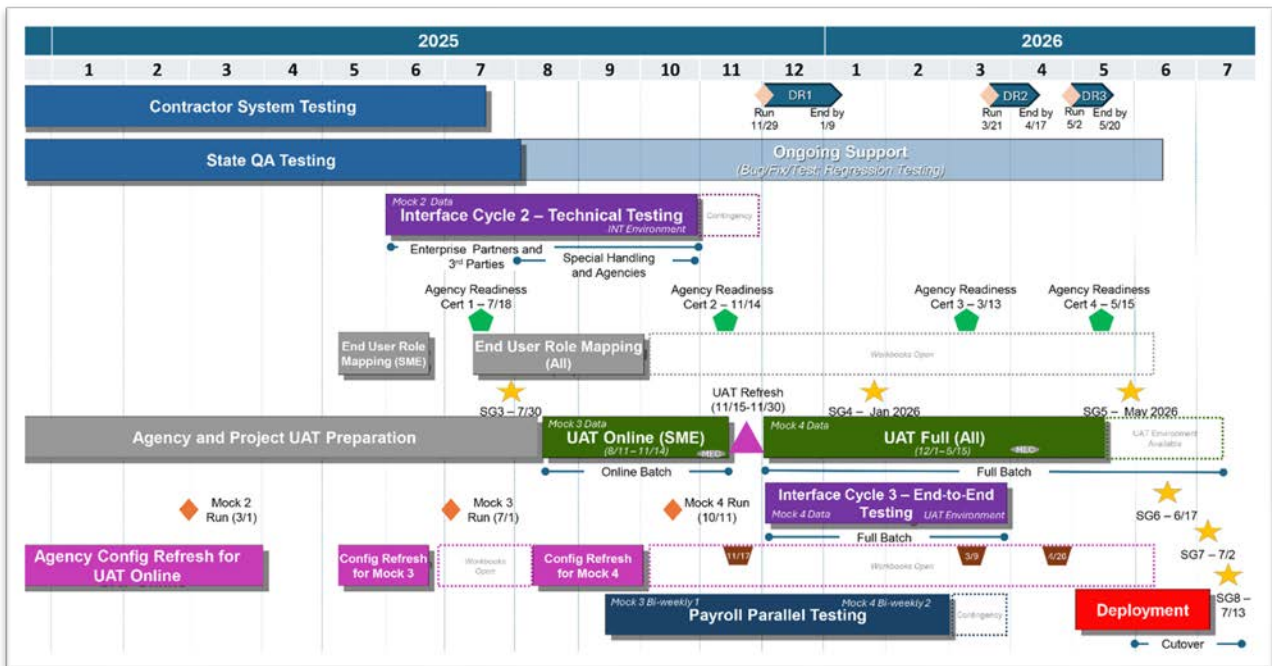 2025
2026
1 2 3 4 5 6 7 8 9 10 11 12 1 2 3 4 5 6 7
Contractor System Testing
DR1
DR2
DR3
Run
11/29
End by
1/9
Run
3/21
End by
4/17
Run
5/2
End by
5/20
State QA Testing
Ongoing Support
(Bug/Fix/Test; Regression Testing)
Mock 2 Data
Interface Cycle 2 – Technical Testing
INT Environment
Contingency
Enterprise Partners and
3rd Parties
Special Handling
and Agencies
Agency Readiness
Cert 1 – 7/18
Agency Readiness
Cert 2 – 11/14
Agency Readiness
Cert 3 – 3/13
Agency Readiness
Cert 4 – 5/15
End User Role
Mapping (SME)
End User Role Mapping
(All)
Workbooks Open
SG3 – 7/30
UAT Refresh
(11/15-11/30)
SG4 – Jan 2026
SG5 – May 2026
Agency and Project UAT Preparation
Mock 3 Data
UAT Online (SME)
(8/11– 11/14)
MEO
Online Batch
Mock 4 Data
UAT Full (All)
(12/1– 5/15)
MEO
Full Batch
UAT Environment
Available
Mock 2
Run (3/1)
Mock 3
Run (7/1)
Mock 4 Run
(10/11)
Interface Cycle 3 – End-to-End
Testing
Mock 4 Data
UAT Environment
Full Batch
SG6 – 6/17
SG7 – 7/2
SG8 –
7/13
Agency Config Refresh for
UAT Online
Config Refresh
for Mock 3
Workbooks
Open
Config Refresh
for Mock 4
11/17
Workbooks Open
3/9
4/20
Mock 3 Bi-weekly 1
Mock 4 Bi-weekly 2
Payroll Parallel Testing
Contingency
Deployment
Cutover